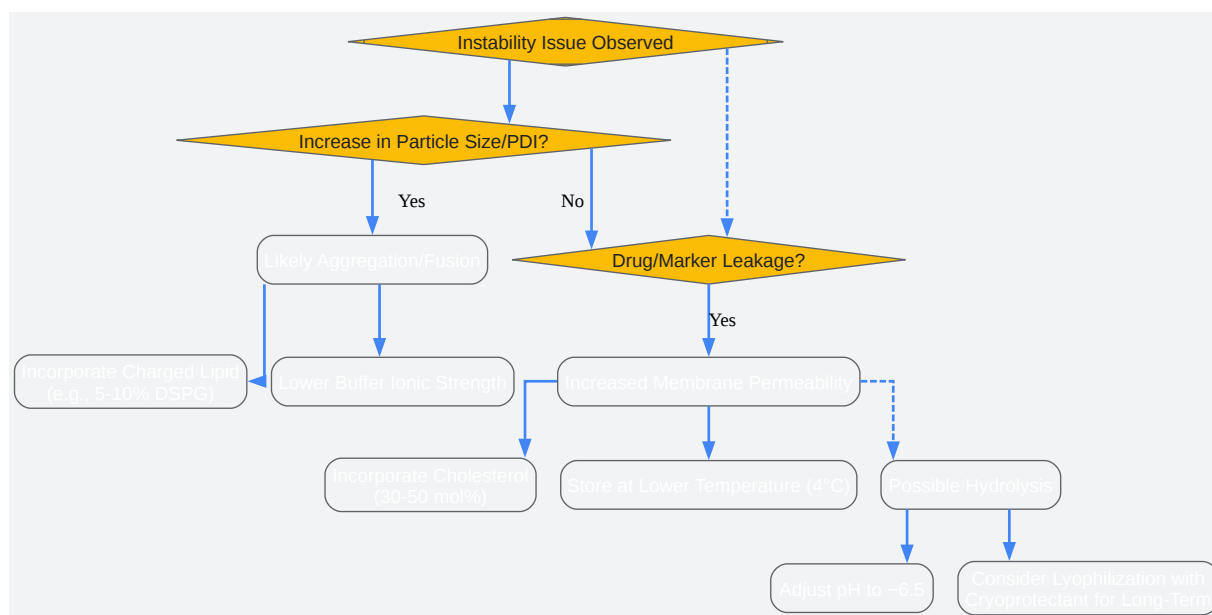 Instability Issue Observed
Increase in Particle Size/PDI?
Yes
No
Likely Aggregation/Fusion
Drug/Marker Leakage?
Yes
Incorporate Charged Lipid
(e.g., 5-10% DSPG)
Lower Buffer Ionic Strength
Increased Membrane Permeability
Incorporate Cholesterol
(30-50 mol%)
Store at Lower Temperature (4°C)
Possible Hydrolysis
Adjust pH to ~6.5
Consider Lyophilization with
Cryoprotectant for Long-Term